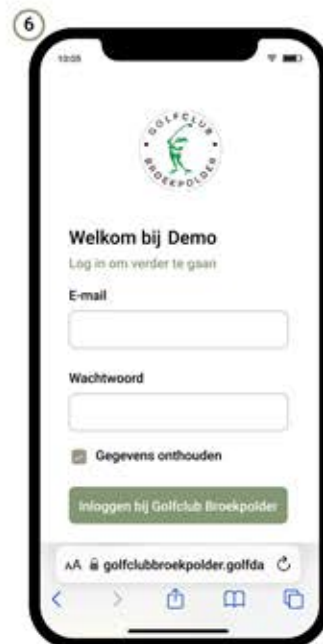 6
10:05
GOLFCLUB
BROEKPOLDER
Welkom bij Demo
Log in om verder te gaan
E-mail
Wachtwoord
Gegevens onthouden
Inloggen bij Golfclub Broekpolder
AA golfclubbroekpolder.golfda